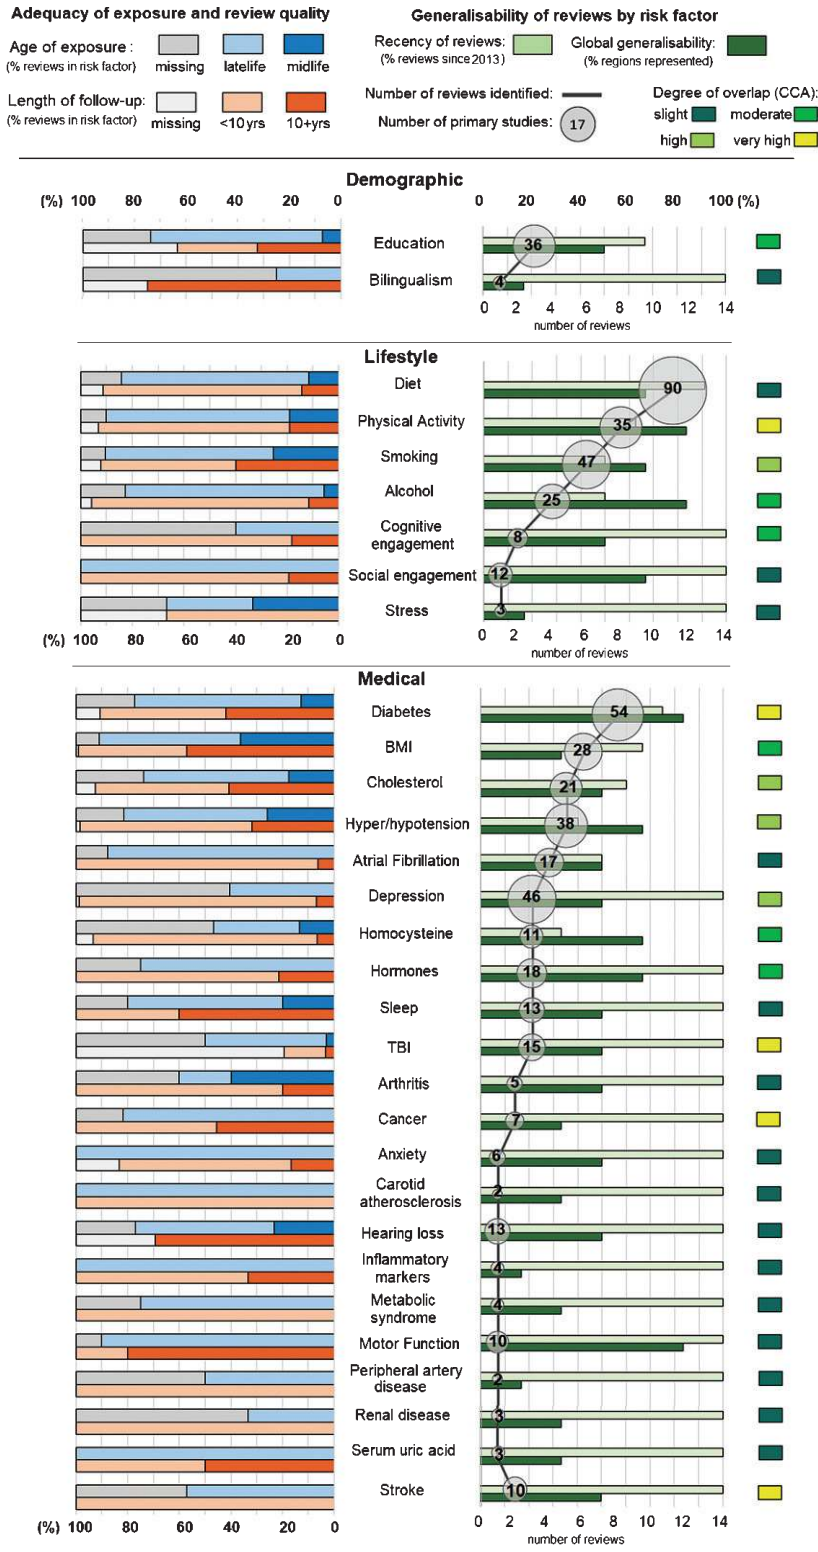 Adequacy of exposure and review quality
Generalisability of reviews by risk factor
Age of exposure :
(% reviews in risk factor)
missing
latelife
midlife
Recency of reviews:
(% reviews since 2013)
Global generalisability:
(% regions represented)
Length of follow-up:
(% reviews in risk factor)
missing
<10yrs
10+yrs
Number of reviews identified:
Number of primary studies:
17
Degree of overlap (CCA):
slight
moderate
high
very high
Demographic
(%) 100 80 60 40 20 0
0 20 40 60 80 100 (%)
Education 36
Bilingualism 4
0 2 4 6 8 10 12 14
number of reviews
Lifestyle
Diet 90
Physical Activity 35
Smoking 47
Alcohol 25
Cognitive
engagement 8
Social engagement 12
Stress 3
(%) 100 80 60 40 20 0
0 2 4 6 8 10 12 14
number of reviews
Medical
Diabetes 54
BMI 28
Cholesterol 21
Hyper/hypotension 38
Atrial Fibrillation 17
Depression 46
Homocysteine 11
Hormones 18
Sleep 13
TBI 15
Arthritis 5
Cancer 7
Anxiety 6
Carotid
atherosclerosis 2
Hearing loss 13
Inflammatory
markers 4
Metabolic
syndrome 4
Motor Function 10
Peripheral artery
disease 2
Renal disease 3
Serum uric acid 3
Stroke 10
(%) 100 80 60 40 20 0
0 2 4 6 8 10 12 14
number of reviews